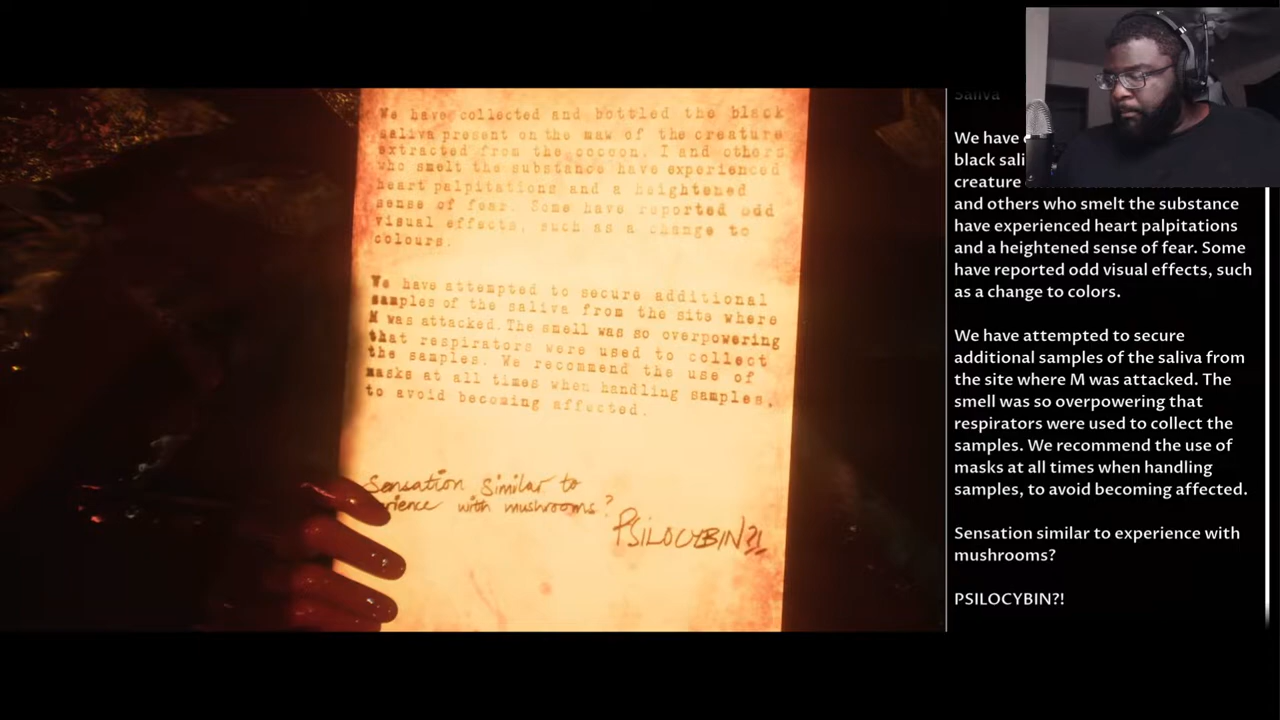 We have collected and bottled the black
saliva present on the maw of the creature
extracted from the cocoon. I and others
who smelt the substance have experienced
heart palpitations and a heightened
sense of fear. Some have reported odd
visual effects, such as a change to
colours.
We have attempted to secure additional
samples of the saliva from the site where
M was attacked. The smell was so overpowering
that respirators were used to collect
the samples. We recommend the use of
masks at all times when handling samples,
to avoid becoming affected.
Sensation similar to
erience with mushrooms?
PSILOCYBIN?!
Saliva
We have
black sali
creature
and others who smelt the substance
have experienced heart palpitations
and a heightened sense of fear. Some
have reported odd visual effects, such
as a change to colors.
We have attempted to secure
additional samples of the saliva from
the site where M was attacked. The
smell was so overpowering that
respirators were used to collect the
samples. We recommend the use of
masks at all times when handling
samples, to avoid becoming affected.
Sensation similar to experience with
mushrooms?
PSILOCYBIN?!